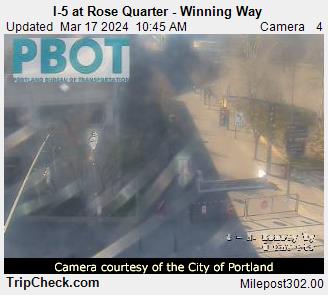 I-5 at Rose Quarter - Winning Way
Updated  Mar 17 2024  10:45 AM  Camera  4
PBOT
PORTLAND BUREAU OF TRANSPORTATION
Camera courtesy of the City of Portland
TripCheck.com  Milepost302.00